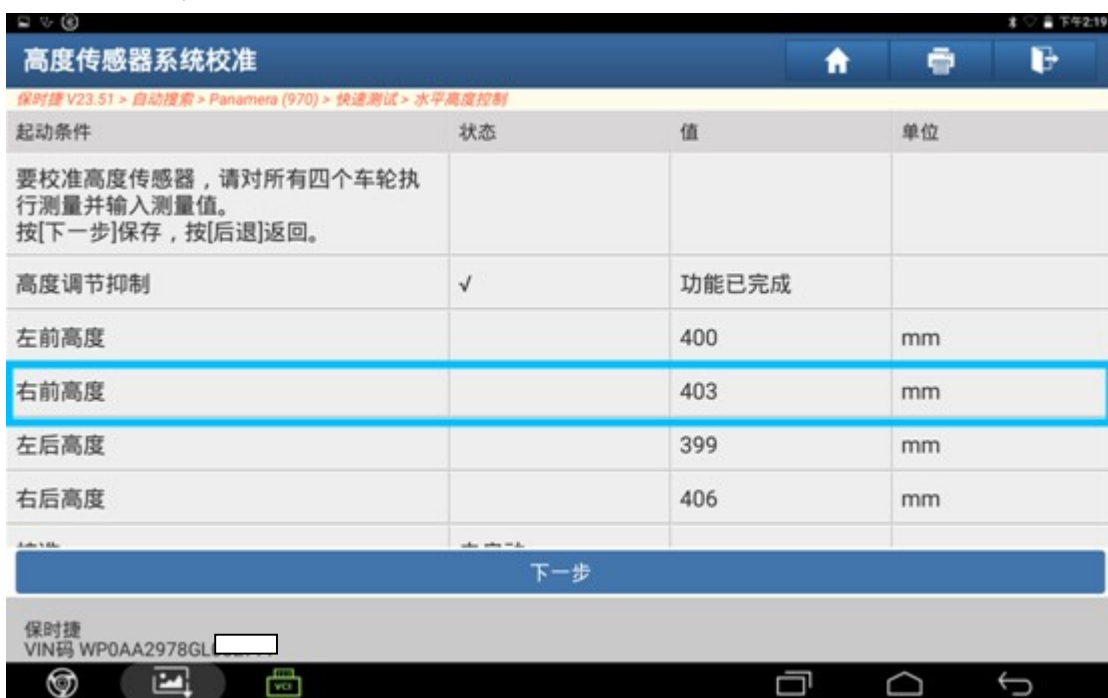 下午2:19
高度传感器系统校准
保时捷 V23.51 > 自动搜索 > Panamera (970) > 快速测试 > 水平高度控制
起动条件 状态 值 单位
要校准高度传感器，请对所有四个车轮执
行测量并输入测量值。
按[下一步]保存，按[后退]返回。
高度调节抑制 √ 功能已完成
左前高度 400 mm
右前高度 403 mm
左后高度 399 mm
右后高度 406 mm
下一步
保时捷
VIN码 WP0AA2978GL
VCI